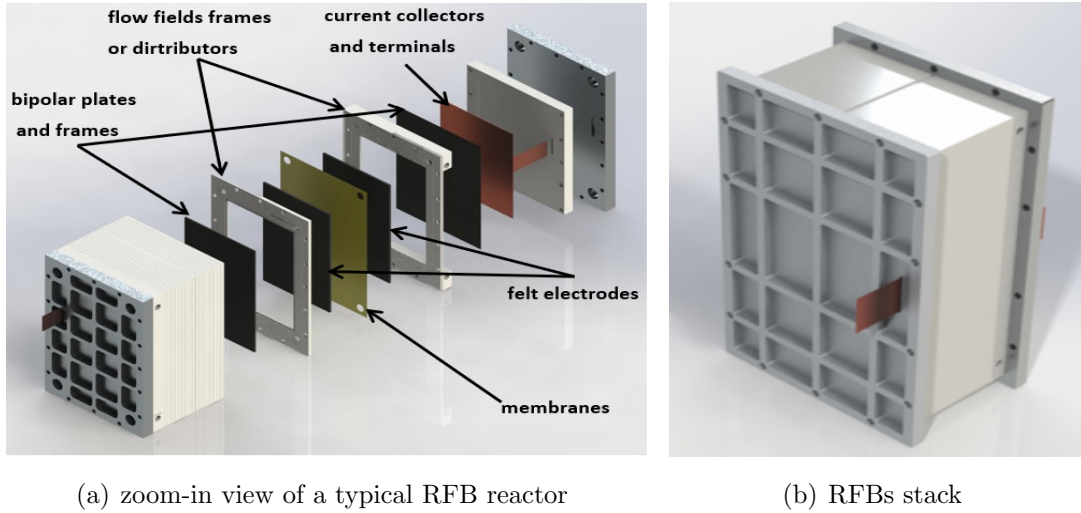 flow fields frames
or dirtributors
current collectors
and terminals
bipolar plates
and frames
felt electrodes
membranes
(a) zoom-in view of a typical RFB reactor
(b) RFBs stack